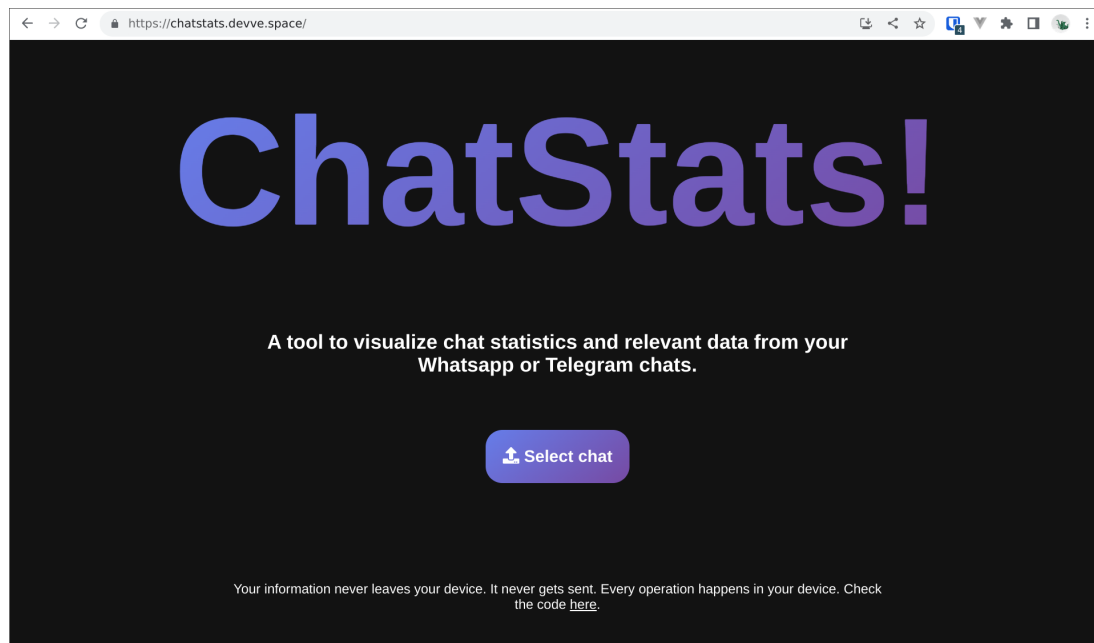 https://chatstats.devve.space/
4
ChatStats!
A tool to visualize chat statistics and relevant data from your
Whatsapp or Telegram chats.
Select chat
Your information never leaves your device. It never gets sent. Every operation happens in your device. Check
the code here.